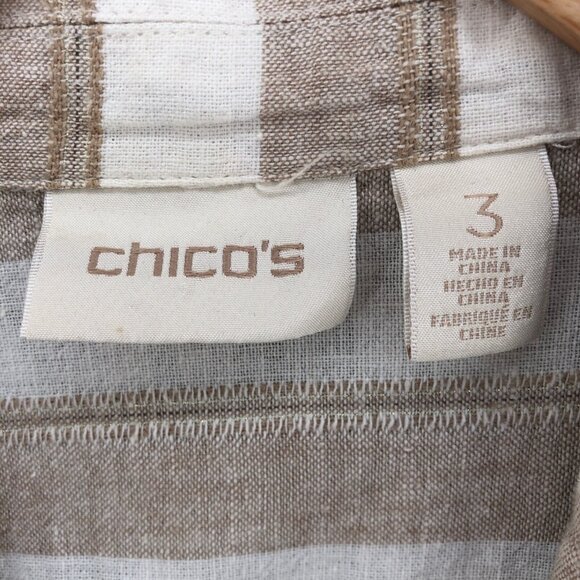 chico's
3
MADE IN
CHINA
HECHO EN
CHINA
FABRIQUÉ EN
CHINE